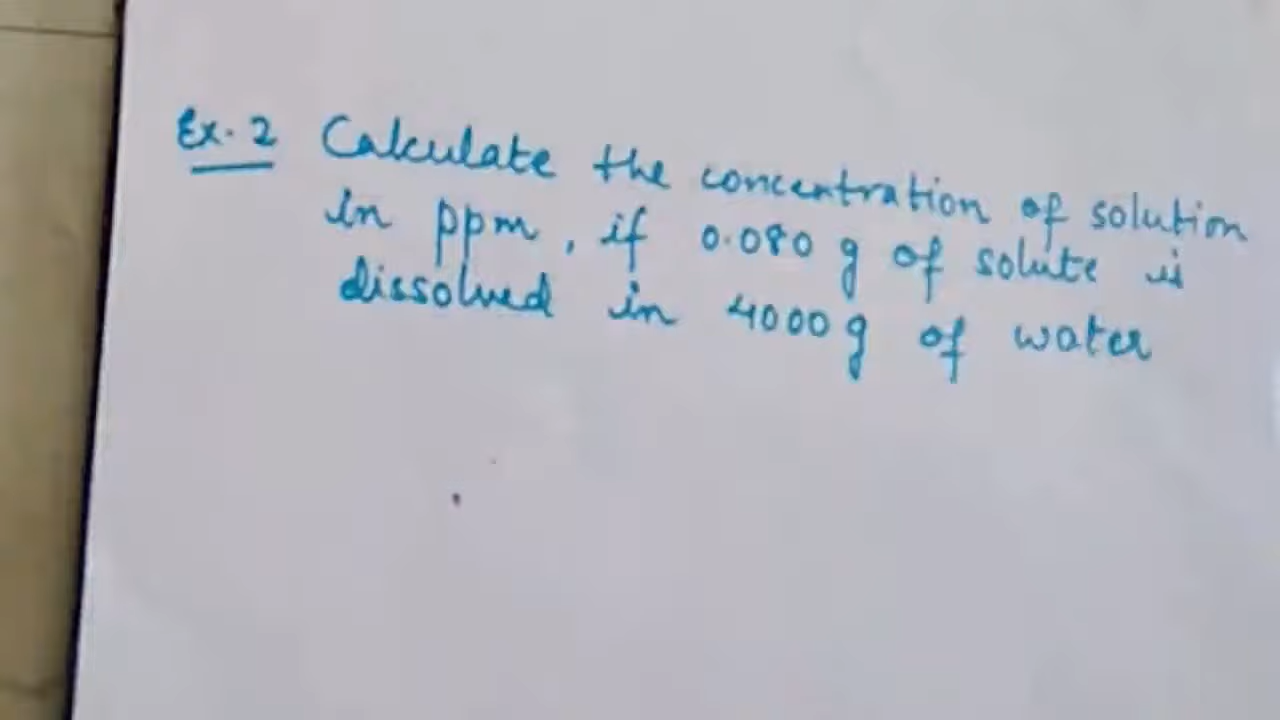 Ex. 2 Calculate the concentration of solution
in ppm, if 0.080 g of solute is
dissolved in 4000 g of water